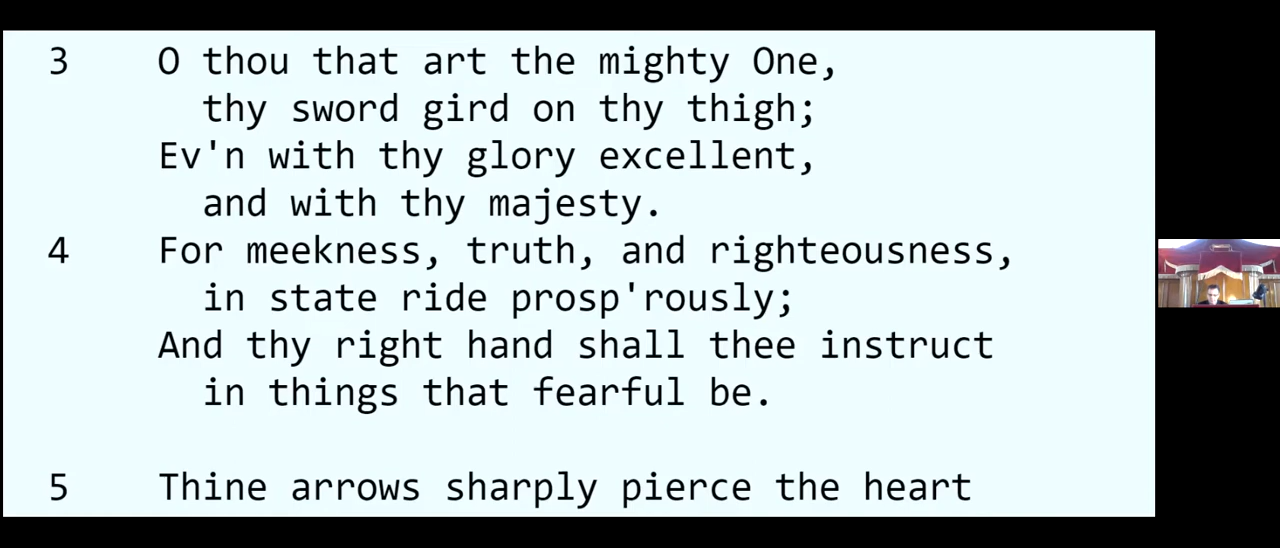 3 O thou that art the mighty One,
thy sword gird on thy thigh;
Ev'n with thy glory excellent,
and with thy majesty.
4 For meekness, truth, and righteousness,
in state ride prosp'rously;
And thy right hand shall thee instruct
in things that fearful be.
5 Thine arrows sharply pierce the heart